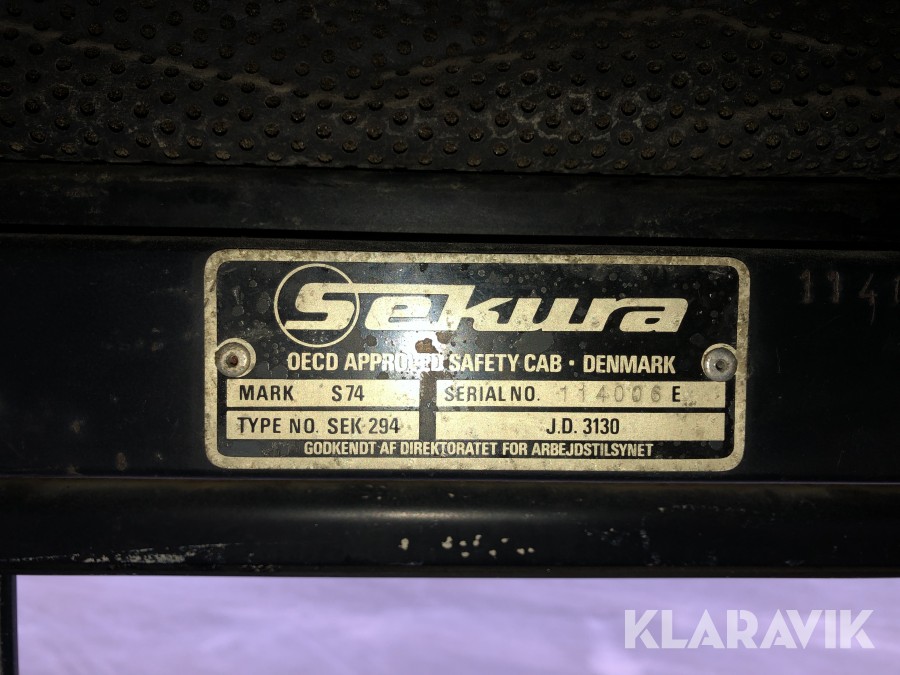 Sekura
OECD APPROVED SAFETY CAB · DENMARK
MARK S74 SERIAL NO. 114006 E
TYPE NO. SEK 294 J.D. 3130
GODKENDT AF DIREKTORATET FOR ARBEJDSTILSYNET
KLARAVIK